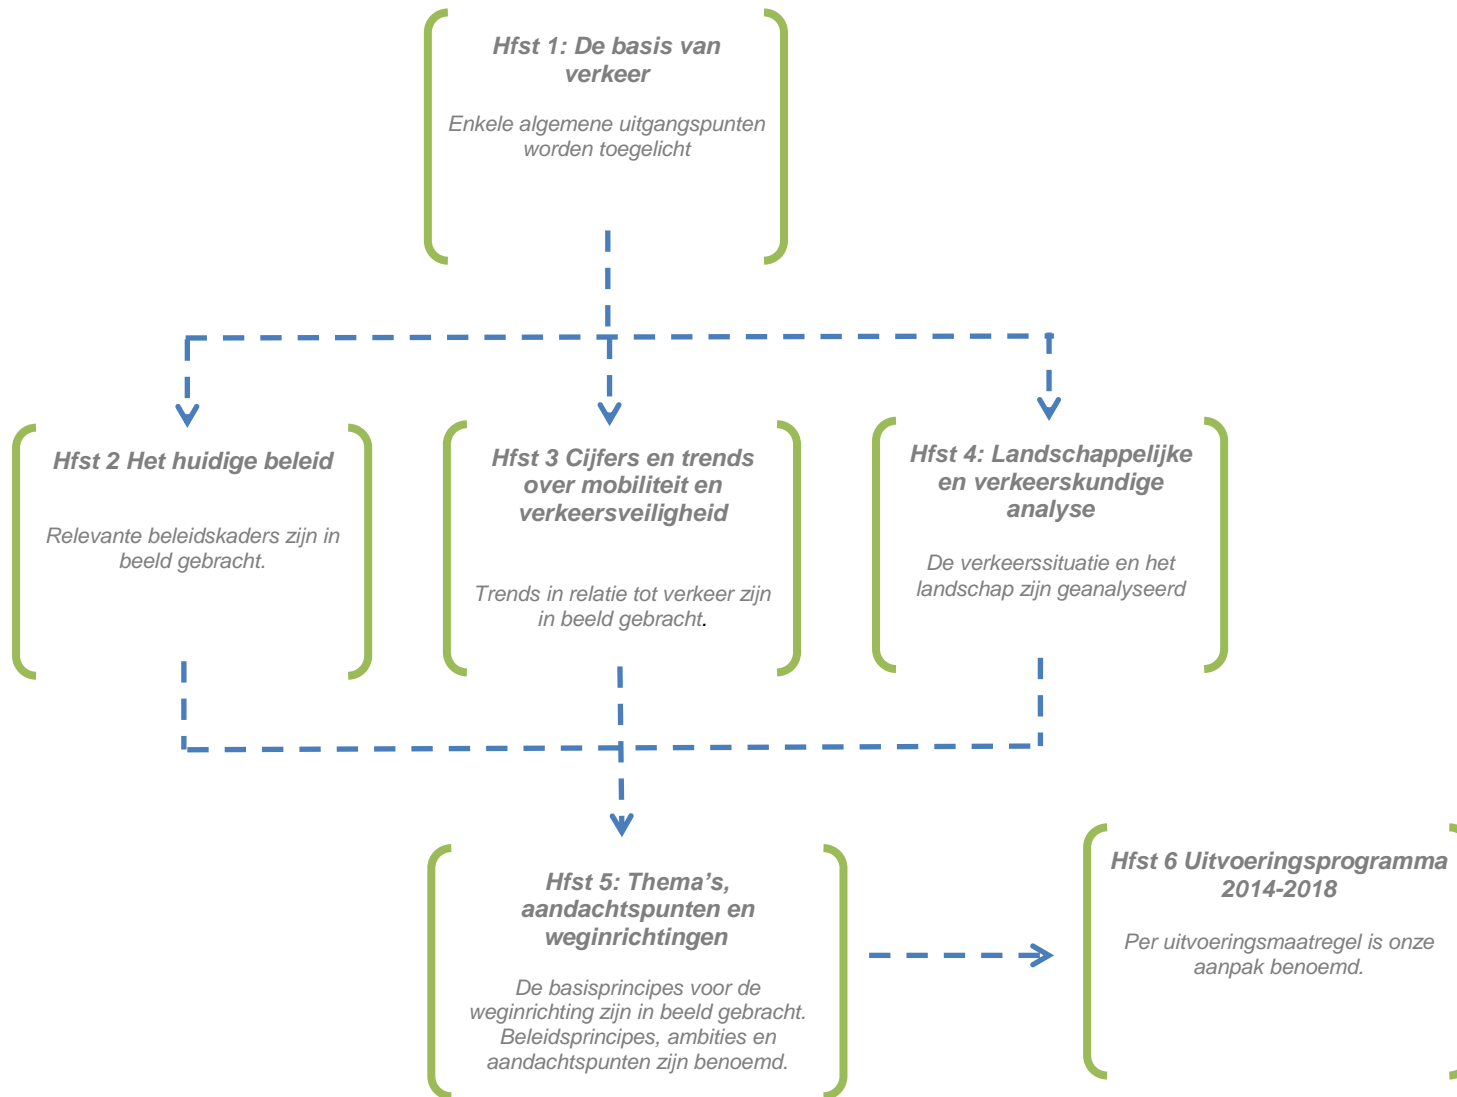 Hfst 1: De basis van
verkeer
Enkele algemene uitgangspunten
worden toegelicht
Hfst 2 Het huidige beleid
Relevante beleidskaders zijn in
beeld gebracht.
Hfst 3 Cijfers en trends
over mobiliteit en
verkeersveiligheid
Trends in relatie tot verkeer zijn
in beeld gebracht.
Hfst 4: Landschappelijke
en verkeerskundige
analyse
De verkeerssituatie en het
landschap zijn geanalyseerd
Hfst 5: Thema’s,
aandachtspunten en
weginrichtingen
De basisprincipes voor de
weginrichting zijn in beeld gebracht.
Beleidsprincipes, ambities en
aandachtspunten zijn benoemd.
Hfst 6 Uitvoeringsprogramma
2014-2018
Per uitvoeringsmaatregel is onze
aanpak benoemd.